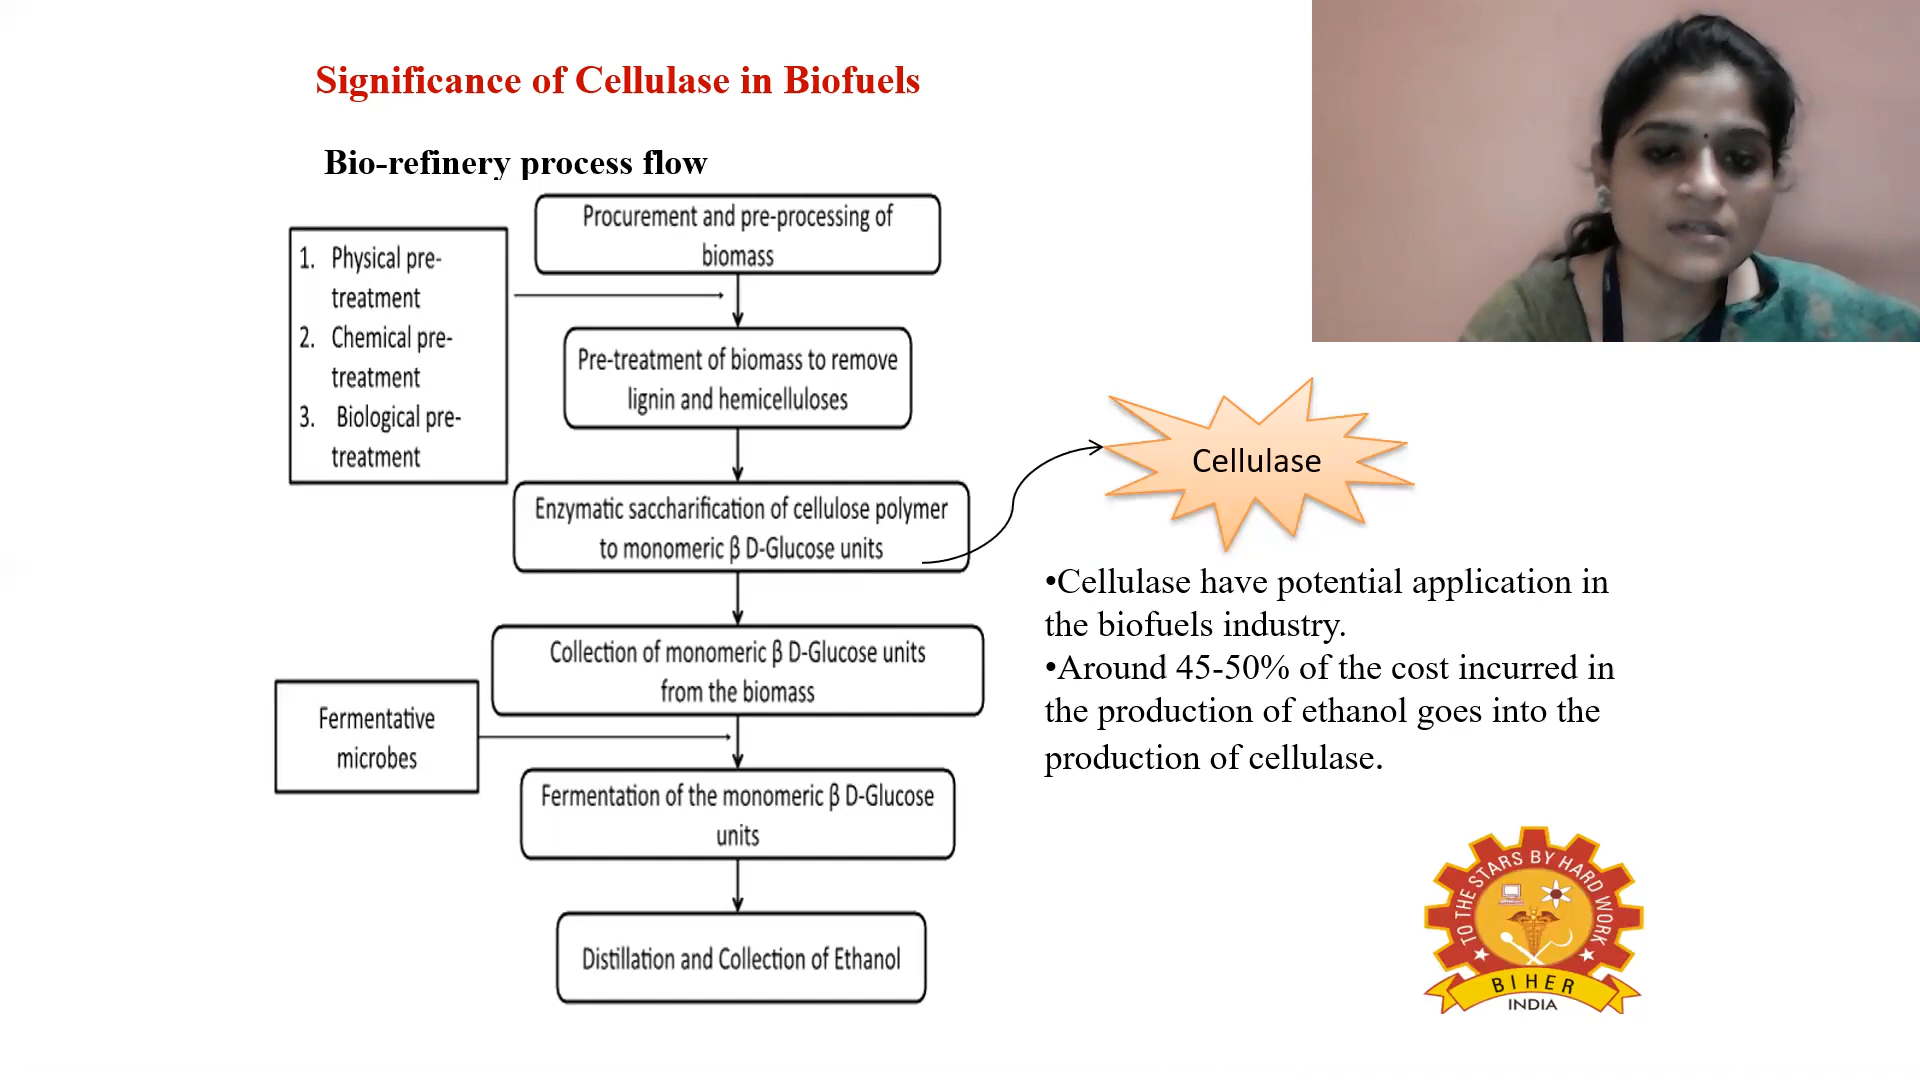 Significance of Cellulase in Biofuels
Bio-refinery process flow
Procurement and pre-processing of
biomass
1. Physical pre-
treatment
2. Chemical pre-
treatment
3. Biological pre-
treatment
Pre-treatment of biomass to remove
lignin and hemicelluloses
Enzymatic saccharification of cellulose polymer
to monomeric β D-Glucose units
Cellulase
Collection of monomeric β D-Glucose units
from the biomass
Fermentative
microbes
Fermentation of the monomeric β D-Glucose
units
Distillation and Collection of Ethanol
•Cellulase have potential application in
the biofuels industry.
•Around 45-50% of the cost incurred in
the production of ethanol goes into the
production of cellulase.
TO THE STARS BY HARD WORK
BIHER
INDIA